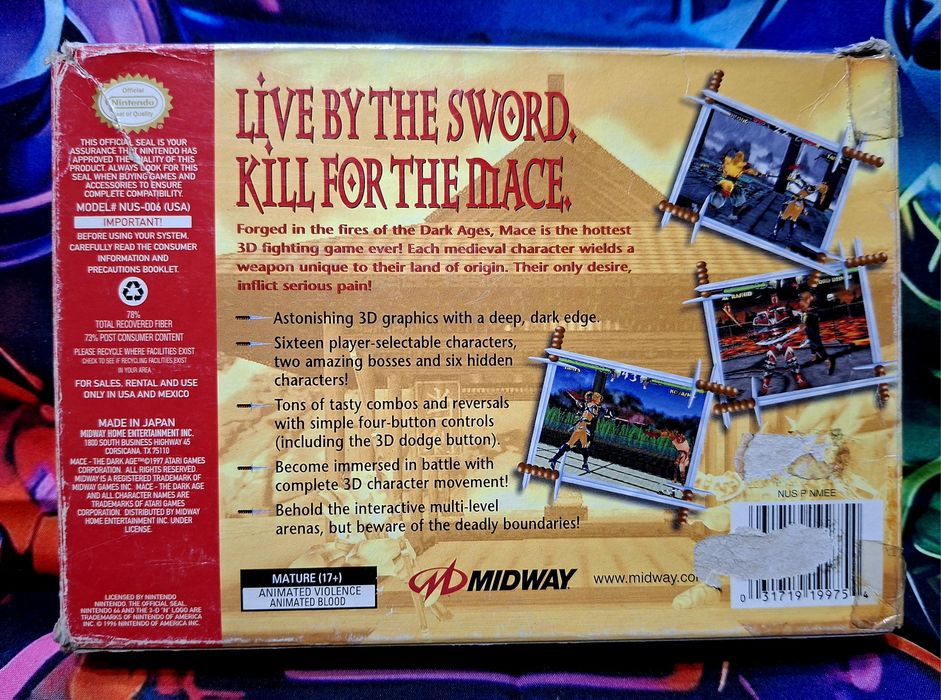 Official
Nintendo
Seal of Quality
THIS OFFICIAL SEAL IS YOUR
ASSURANCE THAT NINTENDO HAS
APPROVED THE QUALITY OF THIS
PRODUCT. ALWAYS LOOK FOR THIS
SEAL WHEN BUYING GAMES AND
ACCESSORIES TO ENSURE
COMPLETE COMPATIBILITY.
MODEL# NUS-006 (USA)
IMPORTANT!
BEFORE USING YOUR SYSTEM,
CAREFULLY READ THE CONSUMER
INFORMATION AND
PRECAUTIONS BOOKLET.
78%
TOTAL RECOVERED FIBER
73% POST CONSUMER CONTENT
PLEASE RECYCLE WHERE FACILITIES EXIST
CHECK TO SEE IF RECYCLING FACILITIES EXIST
IN YOUR AREA
FOR SALES, RENTAL AND USE
ONLY IN USA AND MEXICO
MADE IN JAPAN
MIDWAY HOME ENTERTAINMENT INC.
1800 SOUTH BUSINESS HIGHWAY 45
CORSICANA, TX 75110
MACE - THE DARK AGE™©1997 ATARI GAMES
CORPORATION. ALL RIGHTS RESERVED.
MIDWAY IS A REGISTERED TRADEMARK OF
MIDWAY GAMES INC. MACE - THE DARK AGE
AND ALL CHARACTER NAMES ARE
TRADEMARKS OF ATARI GAMES
CORPORATION. DISTRIBUTED BY MIDWAY
HOME ENTERTAINMENT INC. UNDER
LICENSE.
LICENSED BY NINTENDO
NINTENDO, THE OFFICIAL SEAL,
NINTENDO 64 AND THE 3-D "N" LOGO ARE
TRADEMARKS OF NINTENDO OF AMERICA
INC. © 1996 NINTENDO OF AMERICA INC.
LIVE BY THE SWORD.
KILL FOR THE MACE.
Forged in the fires of the Dark Ages, Mace is the hottest
3D fighting game ever! Each medieval character wields a
weapon unique to their land of origin. Their only desire,
inflict serious pain!
Astonishing 3D graphics with a deep, dark edge.
Sixteen player-selectable characters,
two amazing bosses and six hidden
characters!
Tons of tasty combos and reversals
with simple four-button controls
(including the 3D dodge button).
Become immersed in battle with
complete 3D character movement!
Behold the interactive multi-level
arenas, but beware of the deadly boundaries!
MATURE (17+)
ANIMATED VIOLENCE
ANIMATED BLOOD
MIDWAY.
www.midway.co
AL RASHID
NUS P NMEE
0 31719 19975 4